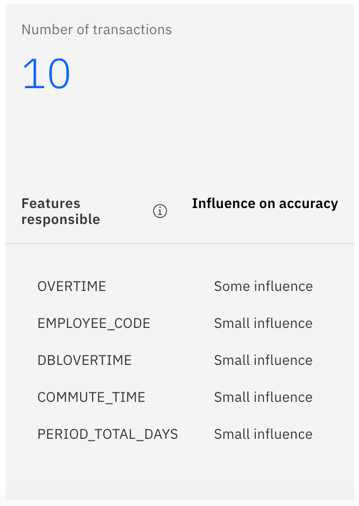 Number of transactions
10
Features
responsible
Influence on accuracy
OVERTIME Some influence
EMPLOYEE_CODE Small influence
DBLOVERTIME Small influence
COMMUTE_TIME Small influence
PERIOD_TOTAL_DAYS Small influence